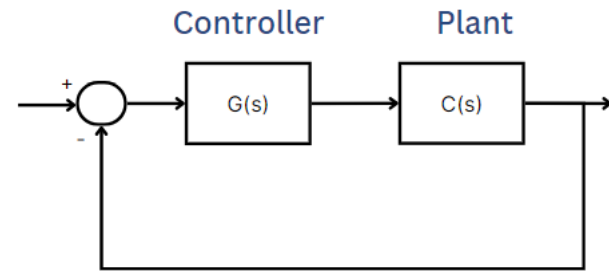 Controller Plant
+
G(s) C(s)
-